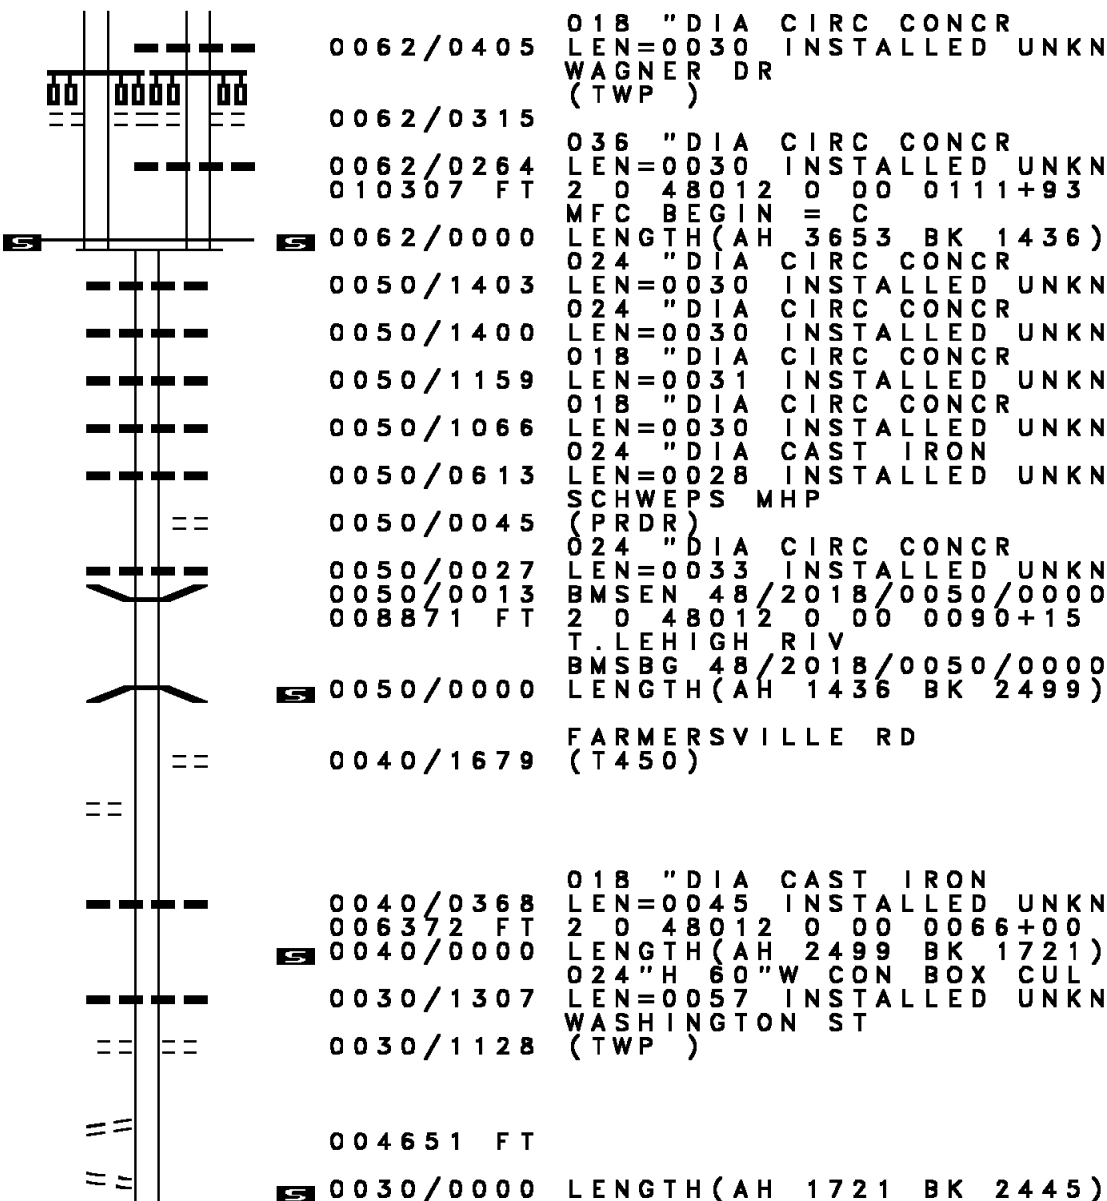 018 "DIA CIRC CONCR
0062/0405 LEN=0030 INSTALLED UNKN
WAGNER DR
(TWP )
0062/0315
036 "DIA CIRC CONCR
0062/0264 LEN=0030 INSTALLED UNKN
010307 FT 2 0 48012 0 00 0111+93
MFC BEGIN = C
S S 0062/0000 LENGTH(AH 3653 BK 1436)
024 "DIA CIRC CONCR
0050/1403 LEN=0030 INSTALLED UNKN
024 "DIA CIRC CONCR
0050/1400 LEN=0030 INSTALLED UNKN
018 "DIA CIRC CONCR
0050/1159 LEN=0031 INSTALLED UNKN
018 "DIA CIRC CONCR
0050/1066 LEN=0030 INSTALLED UNKN
024 "DIA CAST IRON
0050/0613 LEN=0028 INSTALLED UNKN
SCHWEPS MHP
0050/0045 (PRDR)
024 "DIA CIRC CONCR
0050/0027 LEN=0033 INSTALLED UNKN
0050/0013 BMSEN 48/2018/0050/0000
008871 FT 2 0 48012 0 00 0090+15
T.LEHIGH RIV
BMSBG 48/2018/0050/0000
S 0050/0000 LENGTH(AH 1436 BK 2499)
FARMERSVILLE RD
0040/1679 (T450)
018 "DIA CAST IRON
0040/0368 LEN=0045 INSTALLED UNKN
006372 FT 2 0 48012 0 00 0066+00
S 0040/0000 LENGTH(AH 2499 BK 1721)
024"H 60"W CON BOX CUL
0030/1307 LEN=0057 INSTALLED UNKN
WASHINGTON ST
0030/1128 (TWP )
004651 FT
S 0030/0000 LENGTH(AH 1721 BK 2445)